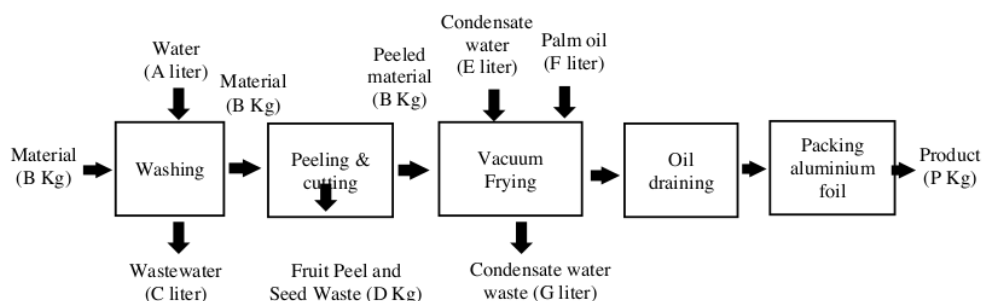 Water
(A liter)
Material
(B Kg)
Peeled
material
(B Kg)
Condensate
water
(E liter)
Palm oil
(F liter)
Material
(B Kg)
Washing
Peeling &
cutting
Vacuum
Frying
Oil
draining
Packing
aluminium
foil
Product
(P Kg)
Wastewater
(C liter)
Fruit Peel and
Seed Waste (D Kg)
Condensate water
waste (G liter)